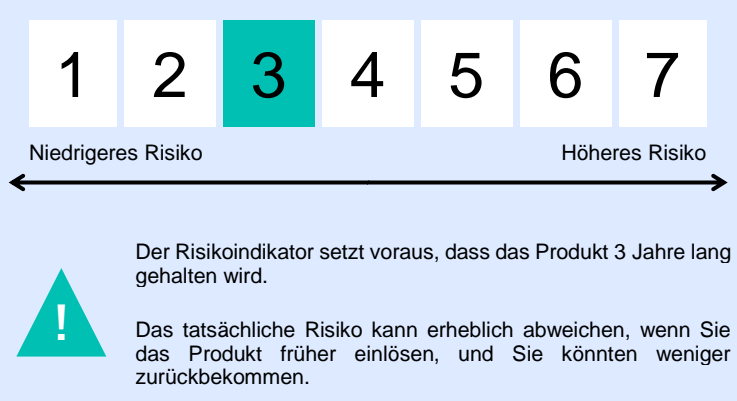 1 2 3 4 5 6 7
Niedrigeres Risiko Höheres Risiko
Der Risikoindikator setzt voraus, dass das Produkt 3 Jahre lang
gehalten wird.
!
Das tatsächliche Risiko kann erheblich abweichen, wenn Sie
das Produkt früher einlösen, und Sie könnten weniger
zurückbekommen.